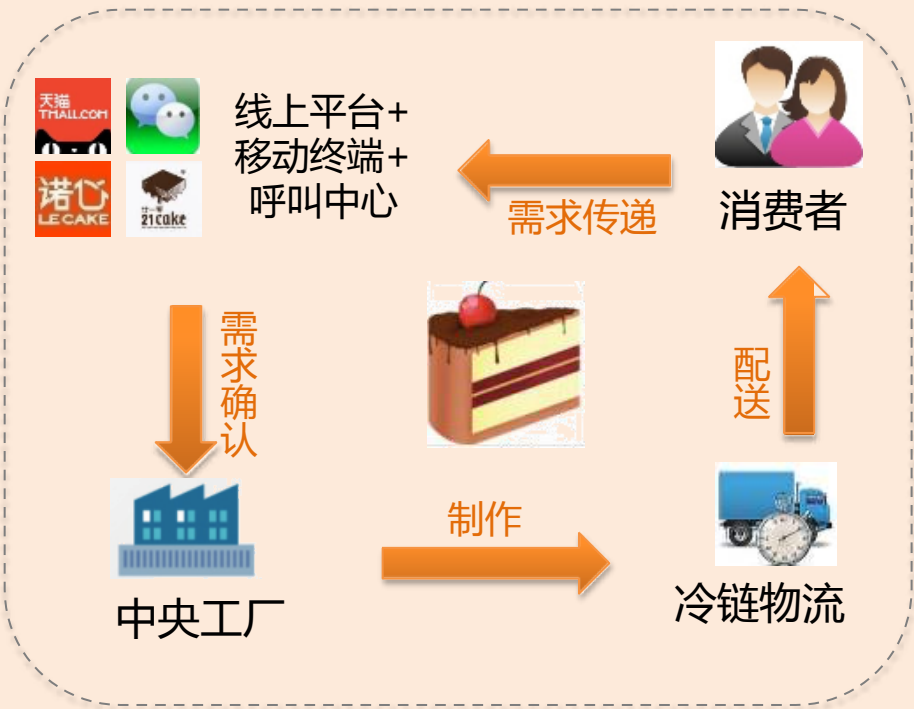 天猫
TMALL.COM
诺心
LECAKE
廿一客
21cake
线上平台+
移动终端+
呼叫中心
需求传递
消费者
需求确认
配送
制作
中央工厂
冷链物流